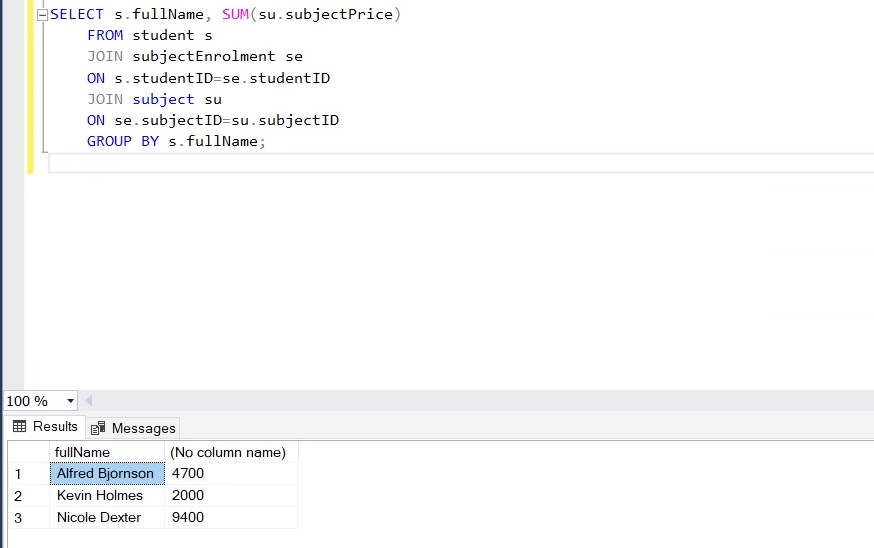 SELECT s.fullName, SUM(su.subjectPrice)
FROM student s
JOIN subjectEnrolment se
ON s.studentID=se.studentID
JOIN subject su
ON se.subjectID=su.subjectID
GROUP BY s.fullName;
100 %
Results Messages
fullName (No column name)
1 Alfred Bjornson 4700
2 Kevin Holmes 2000
3 Nicole Dexter 9400